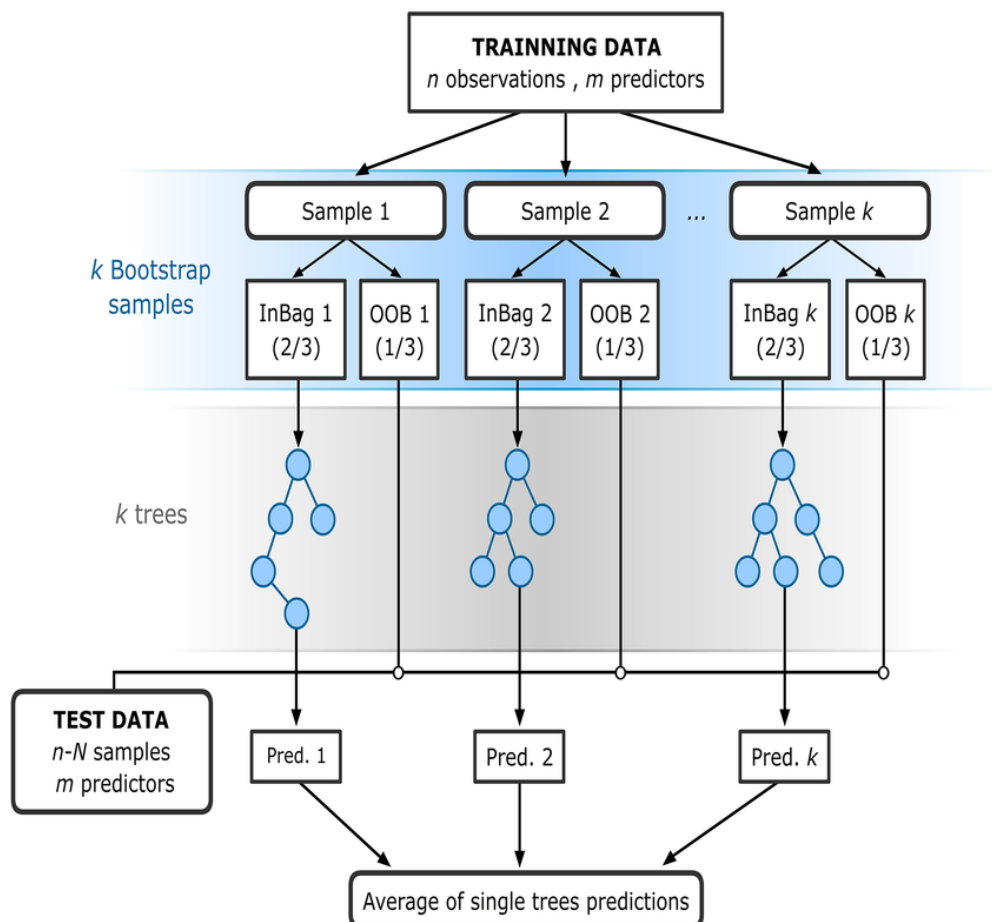 TRAINNING DATA
n observations , m predictors
Sample 1
Sample 2
...
Sample k
k Bootstrap
samples
InBag 1
(2/3)
OOB 1
(1/3)
InBag 2
(2/3)
OOB 2
(1/3)
InBag k
(2/3)
OOB k
(1/3)
k trees
TEST DATA
n-N samples
m predictors
Pred. 1
Pred. 2
Pred. k
Average of single trees predictions